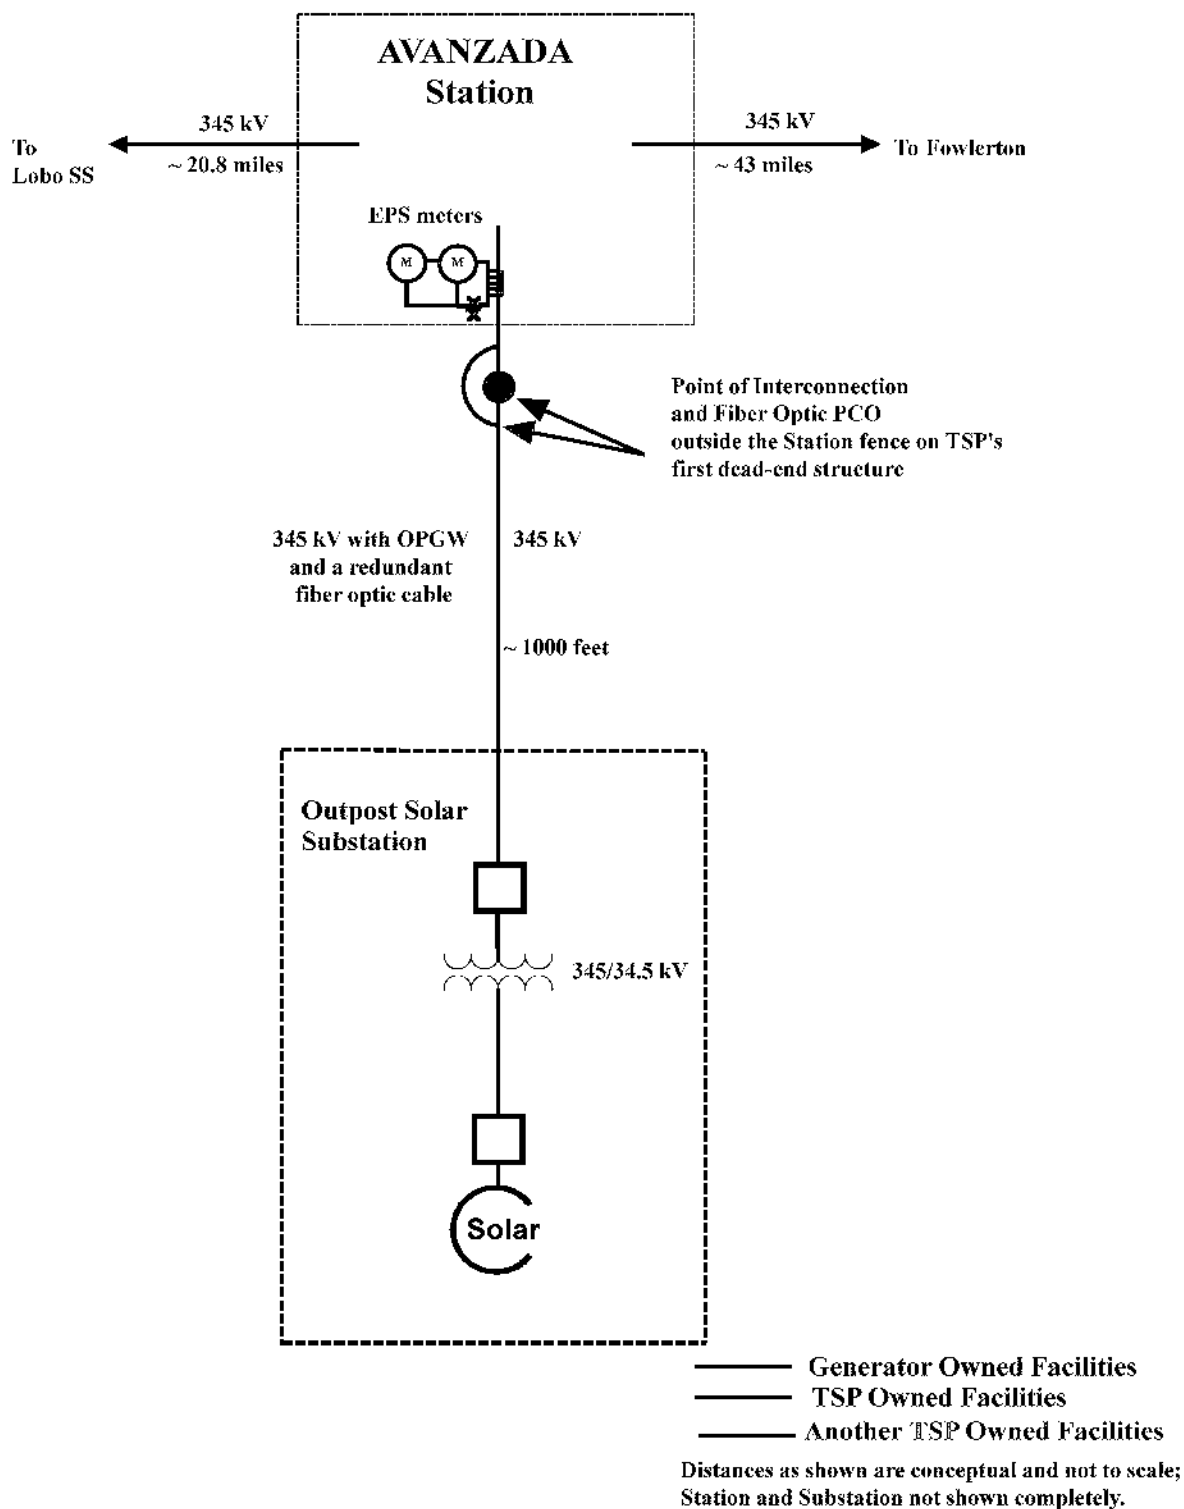 AVANZADA
Station
345 kV
345 kV
To
Lobo SS
~ 20.8 miles
~ 43 miles
To Fowlerton
EPS meters
M
M
Point of Interconnection
and Fiber Optic PCO
outside the Station fence on TSP's
first dead-end structure
345 kV with OPGW
and a redundant
fiber optic cable
345 kV
~ 1000 feet
Outpost Solar
Substation
345/34.5 kV
Solar
Generator Owned Facilities
TSP Owned Facilities
Another TSP Owned Facilities
Distances as shown are conceptual and not to scale;
Station and Substation not shown completely.